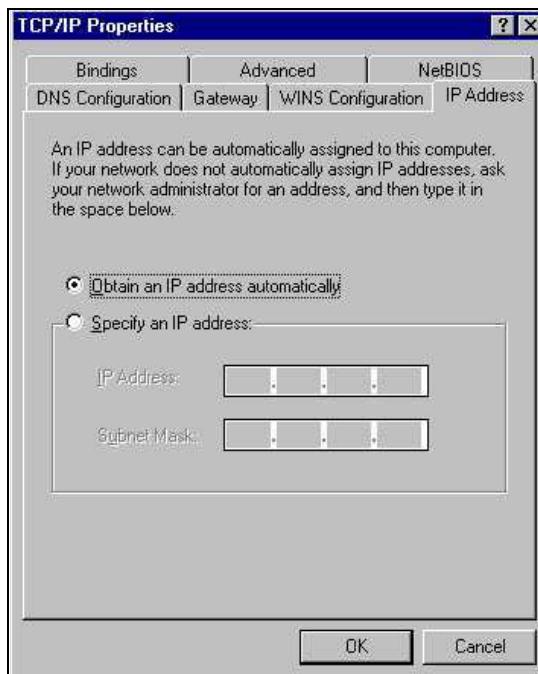 TCP/IP Properties
? ×
Bindings Advanced NetBIOS
DNS Configuration Gateway WINS Configuration IP Address
An IP address can be automatically assigned to this computer.
If your network does not automatically assign IP addresses, ask
your network administrator for an address, and then type it in
the space below.
Obtain an IP address automatically
Specify an IP address:
IP Address:
. . .
Subnet Mask:
. . .
OK Cancel